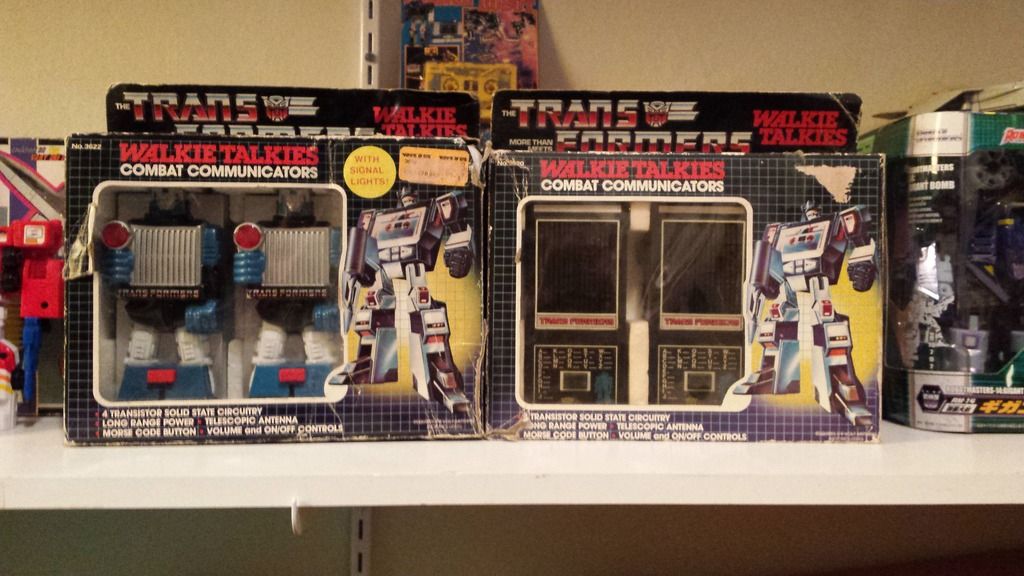 THE TRANS
FORMERS
WALKIE
TALKIES
No. 3622
WALKIE TALKIES
COMBAT COMMUNICATORS
WITH
SIGNAL
LIGHTS!
TRANSFORMERS
TRANSFORMERS
4 TRANSISTOR SOLID STATE CIRCUITRY
LONG RANGE POWER • TELESCOPIC ANTENNA
MORSE CODE BUTTON • VOLUME and ON/OFF CONTROLS
THE TRANS
MORE THAN
FORMERS
WALKIE
TALKIES
WALKIE TALKIES
COMBAT COMMUNICATORS
TRANSFORMERS
TRANSFORMERS
4 TRANSISTOR SOLID STATE CIRCUITRY
LONG RANGE POWER • TELESCOPIC ANTENNA
MORSE CODE BUTTON • VOLUME and ON/OFF CONTROLS
BOMB